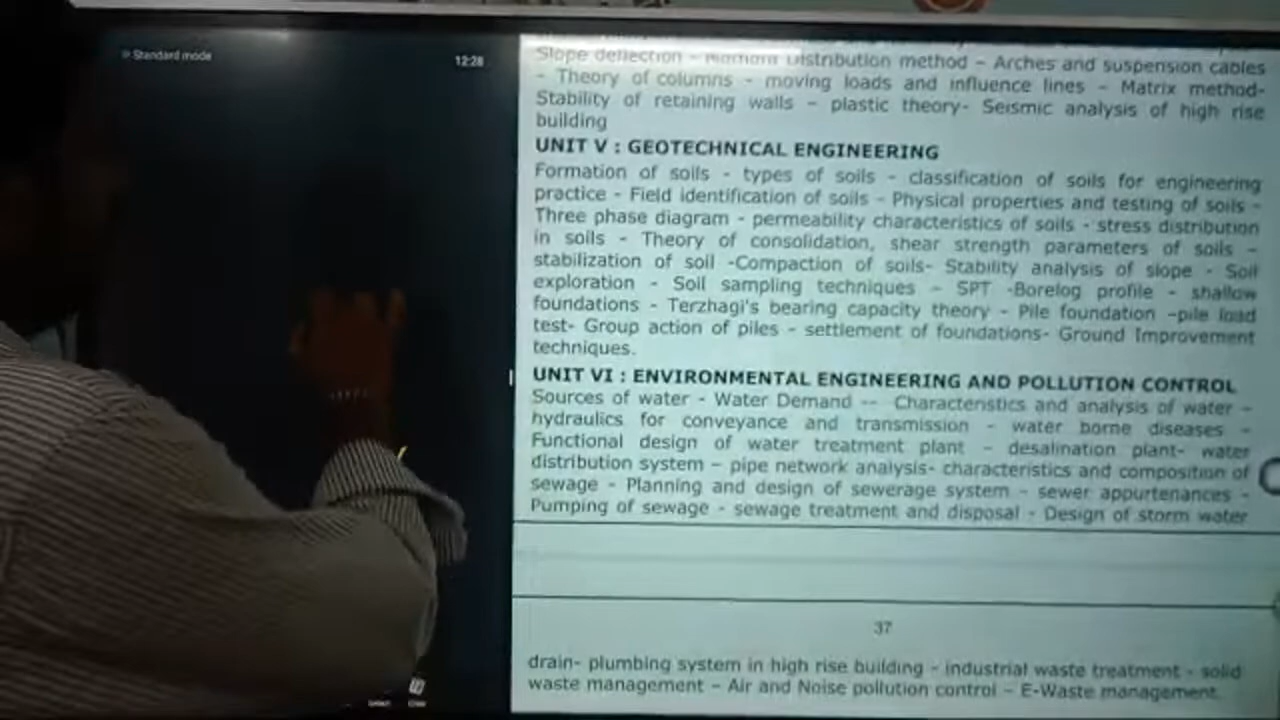 Standard mode
12:28
Slope deflection - Distribution method – Arches and suspension cables
- Theory of columns - moving loads and influence lines – Matrix method-
Stability of retaining walls – plastic theory- Seismic analysis of high rise
building
UNIT V : GEOTECHNICAL ENGINEERING
Formation of soils - types of soils - classification of soils for engineering
practice - Field identification of soils - Physical properties and testing of soils -
Three phase diagram - permeability characteristics of soils - stress distribution
in soils - Theory of consolidation, shear strength parameters of soils –
stabilization of soil -Compaction of soils- Stability analysis of slope - Soil
exploration - Soil sampling techniques – SPT -Borelog profile - shallow
foundations - Terzhagi's bearing capacity theory - Pile foundation –pile load
test- Group action of piles - settlement of foundations- Ground Improvement
techniques.
UNIT VI : ENVIRONMENTAL ENGINEERING AND POLLUTION CONTROL
Sources of water - Water Demand -- Characteristics and analysis of water –
hydraulics for conveyance and transmission - water borne diseases -
Functional design of water treatment plant – desalination plant- water
distribution system – pipe network analysis- characteristics and composition of
sewage - Planning and design of sewerage system - sewer appurtenances -
Pumping of sewage - sewage treatment and disposal - Design of storm water
37
drain- plumbing system in high rise building - industrial waste treatment - solid
waste management – Air and Noise pollution control – E-Waste management.